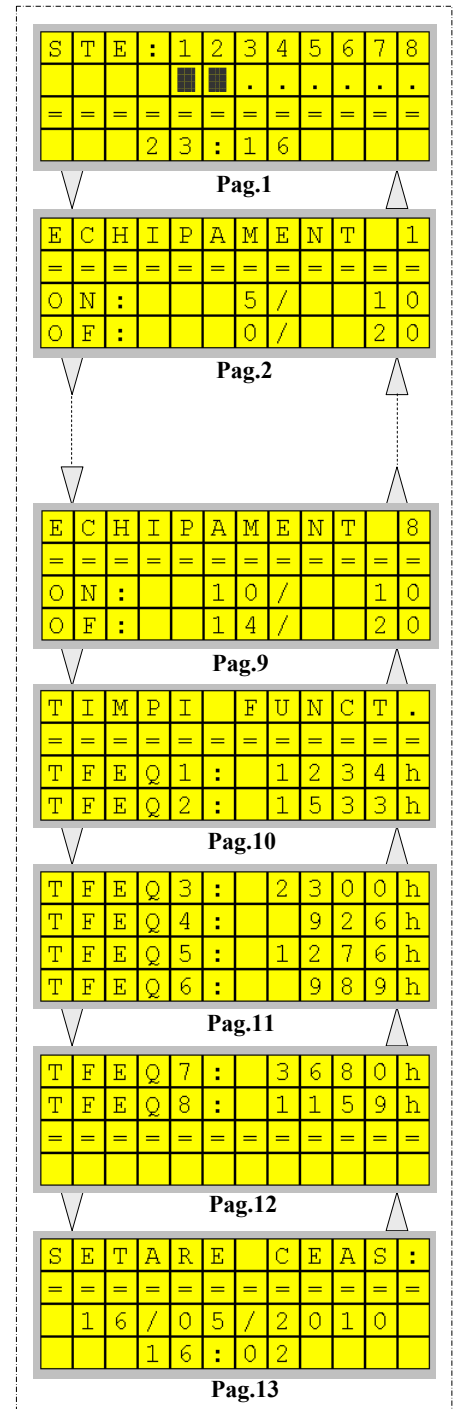 STE:12345678
██......
============
23:16
Pag.1
ECHIPAMENT 1
============
ON: 5/ 10
OF: 0/ 20
Pag.2
ECHIPAMENT 8
============
ON: 10/ 10
OF: 14/ 20
Pag.9
TIMPI FUNCT.
============
TFEQ1: 1234h
TFEQ2: 1533h
Pag.10
TFEQ3: 2300h
TFEQ4: 926h
TFEQ5: 1276h
TFEQ6: 989h
Pag.11
TFEQ7: 3680h
TFEQ8: 1159h
============
Pag.12
SETARE CEAS:
============
16/05/2010
16:02
Pag.13